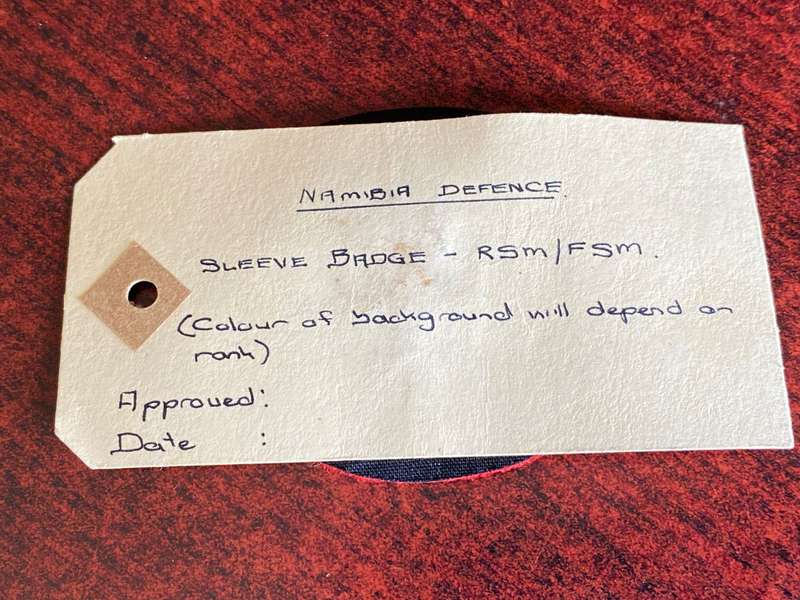 NAMIBIA DEFENCE.
SLEEVE BADGE - RSM/FSM.
(Colour of background will depend on
rank)
Approved:
Date :